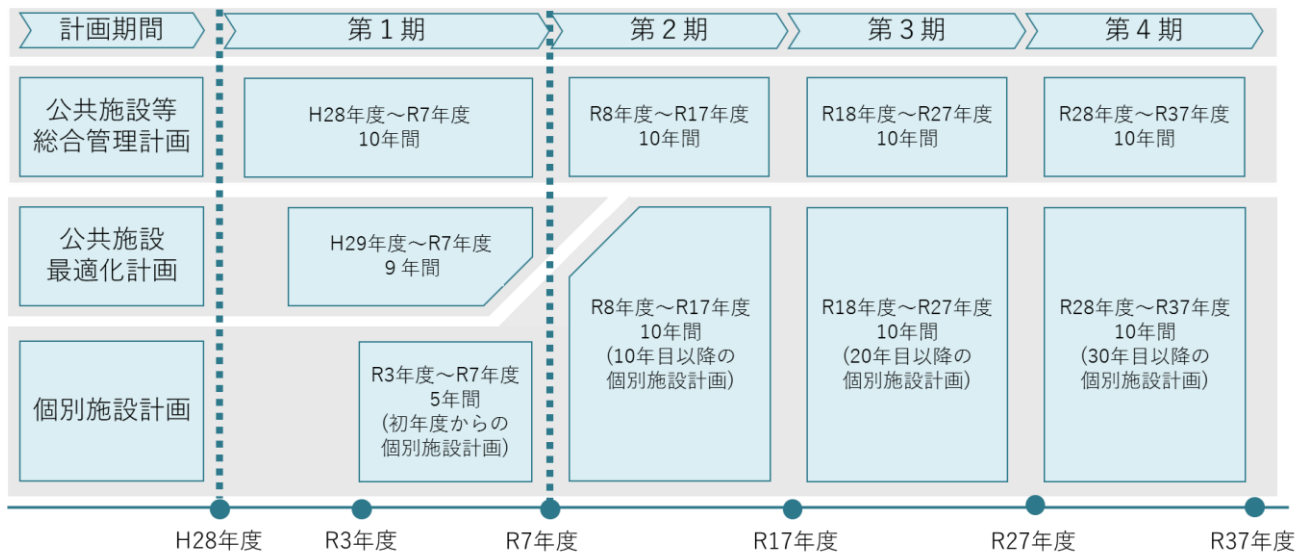 計画期間
第1期
第2期
第3期
第4期
公共施設等
総合管理計画
H28年度～R7年度
10年間
R8年度～R17年度
10年間
R18年度～R27年度
10年間
R28年度～R37年度
10年間
公共施設
最適化計画
H29年度～R7年度
9年間
個別施設計画
R3年度～R7年度
5年間
(初年度からの
個別施設計画)
R8年度～R17年度
10年間
(10年目以降の
個別施設計画)
R18年度～R27年度
10年間
(20年目以降の
個別施設計画)
R28年度～R37年度
10年間
(30年目以降の
個別施設計画)
H28年度
R3年度
R7年度
R17年度
R27年度
R37年度